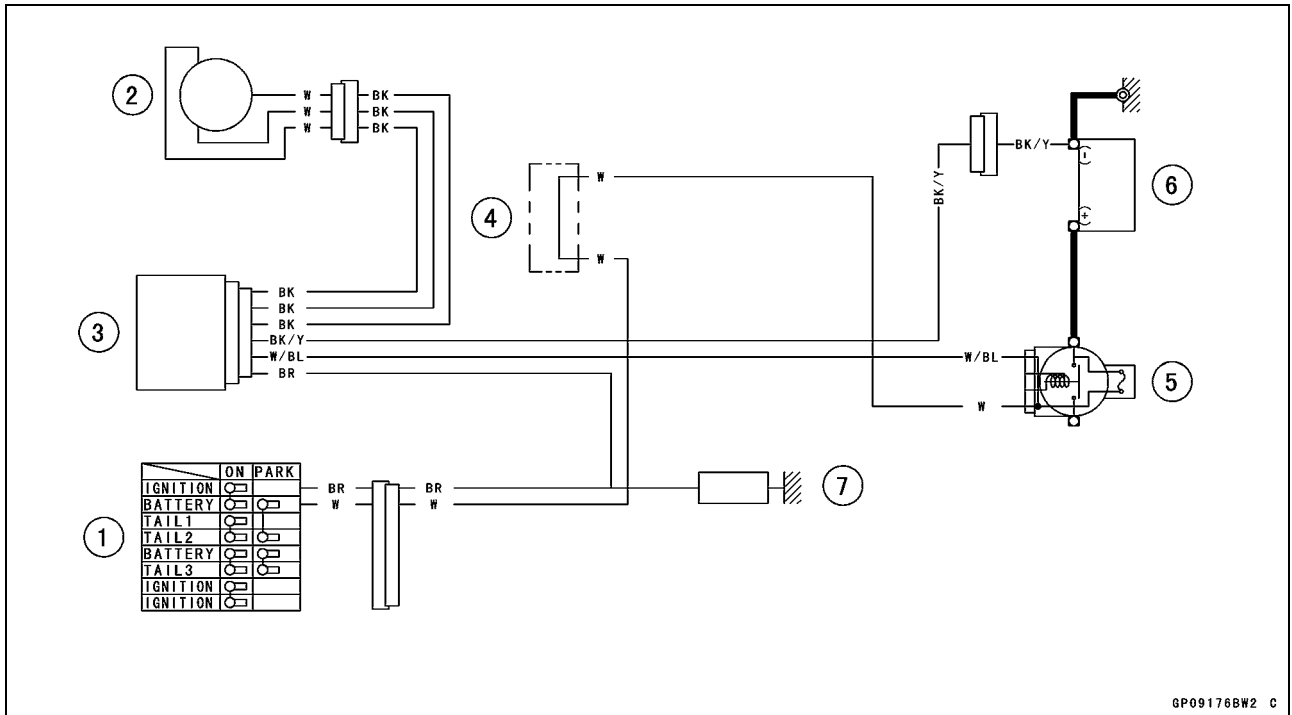 2
W
BK
W
BK
W
BK
BK/Y
(-)
6
4
W
BK/Y
(+)
W
3
BK
BK
BK
BK/Y
W/BL
W/BL
BR
5
W
ON PARK
IGNITION
BR
BR
7
BATTERY
W
W
TAIL1
1
TAIL2
BATTERY
TAIL3
IGNITION
IGNITION
GP09176BW2 C